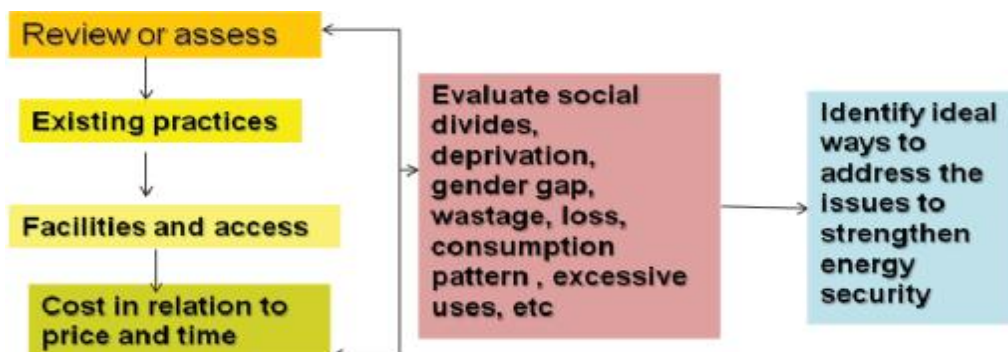 Review or assess
Existing practices
Facilities and access
Cost in relation to
price and time
Evaluate social
divides,
deprivation,
gender gap,
wastage, loss,
consumption
pattern , excessive
uses, etc
Identify ideal
ways to
address the
issues to
strengthen
energy
security